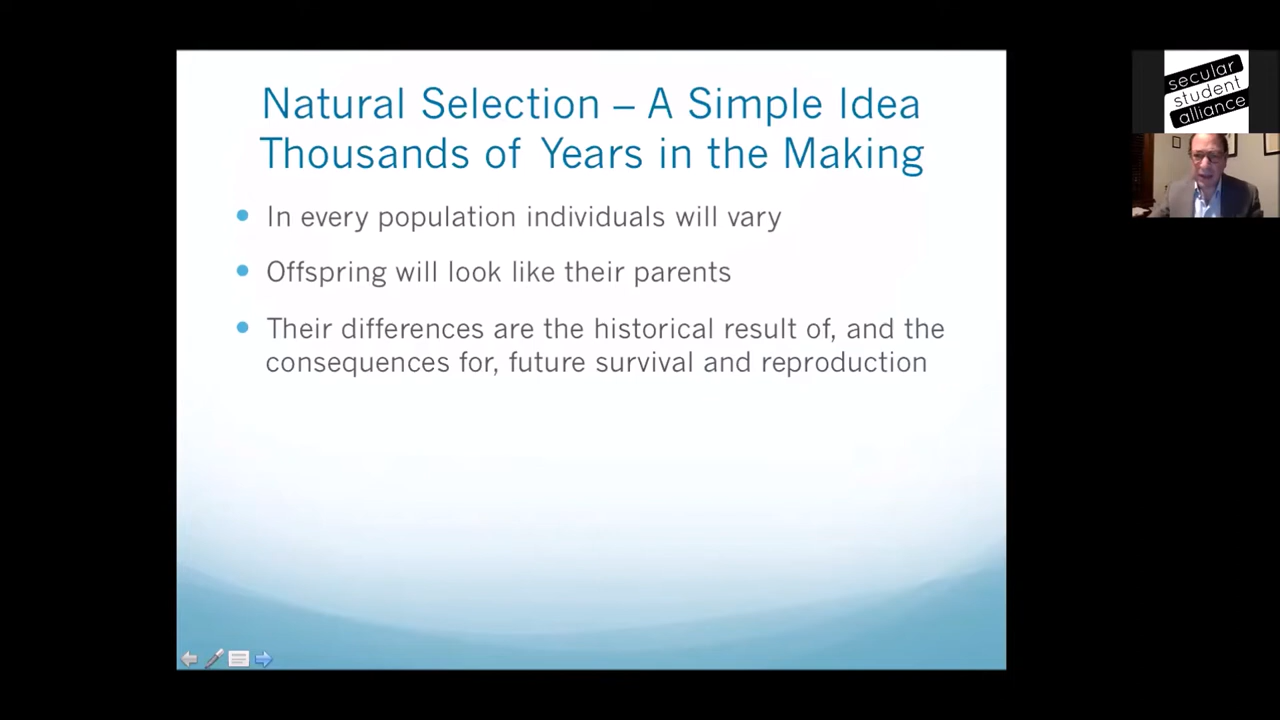 Natural Selection – A Simple Idea
Thousands of Years in the Making
In every population individuals will vary
Offspring will look like their parents
Their differences are the historical result of, and the
consequences for, future survival and reproduction
secular
student
alliance